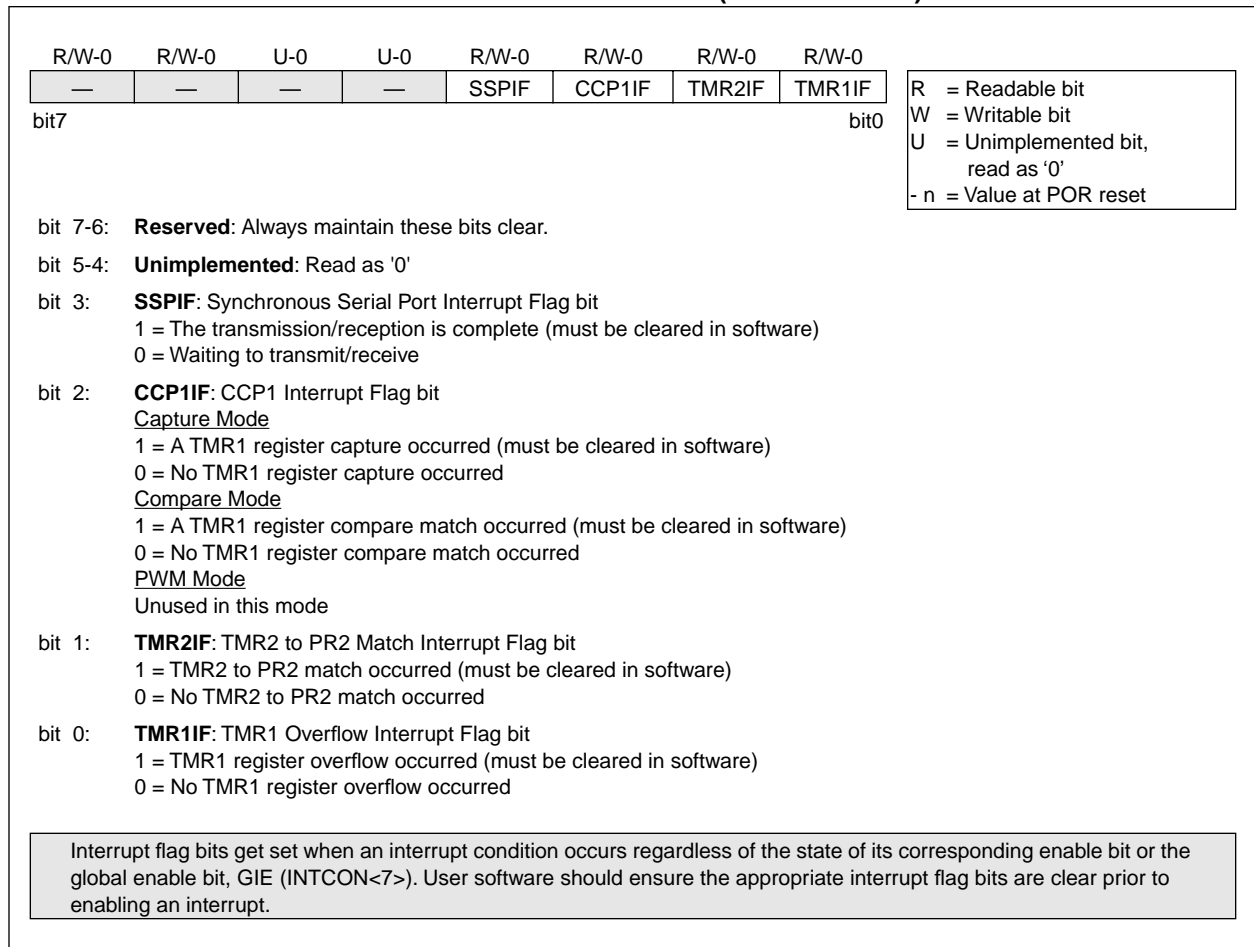 R/W-0 R/W-0 U-0 U-0 R/W-0 R/W-0 R/W-0 R/W-0
— — — — SSPIF CCP1IF TMR2IF TMR1IF
bit7 bit0
R = Readable bit
W = Writable bit
U = Unimplemented bit,
read as ‘0’
- n = Value at POR reset
bit 7-6: Reserved: Always maintain these bits clear.
bit 5-4: Unimplemented: Read as '0'
bit 3: SSPIF: Synchronous Serial Port Interrupt Flag bit
1 = The transmission/reception is complete (must be cleared in software)
0 = Waiting to transmit/receive
bit 2: CCP1IF: CCP1 Interrupt Flag bit
Capture Mode
1 = A TMR1 register capture occurred (must be cleared in software)
0 = No TMR1 register capture occurred
Compare Mode
1 = A TMR1 register compare match occurred (must be cleared in software)
0 = No TMR1 register compare match occurred
PWM Mode
Unused in this mode
bit 1: TMR2IF: TMR2 to PR2 Match Interrupt Flag bit
1 = TMR2 to PR2 match occurred (must be cleared in software)
0 = No TMR2 to PR2 match occurred
bit 0: TMR1IF: TMR1 Overflow Interrupt Flag bit
1 = TMR1 register overflow occurred (must be cleared in software)
0 = No TMR1 register overflow occurred
Interrupt flag bits get set when an interrupt condition occurs regardless of the state of its corresponding enable bit or the
global enable bit, GIE (INTCON<7>). User software should ensure the appropriate interrupt flag bits are clear prior to
enabling an interrupt.